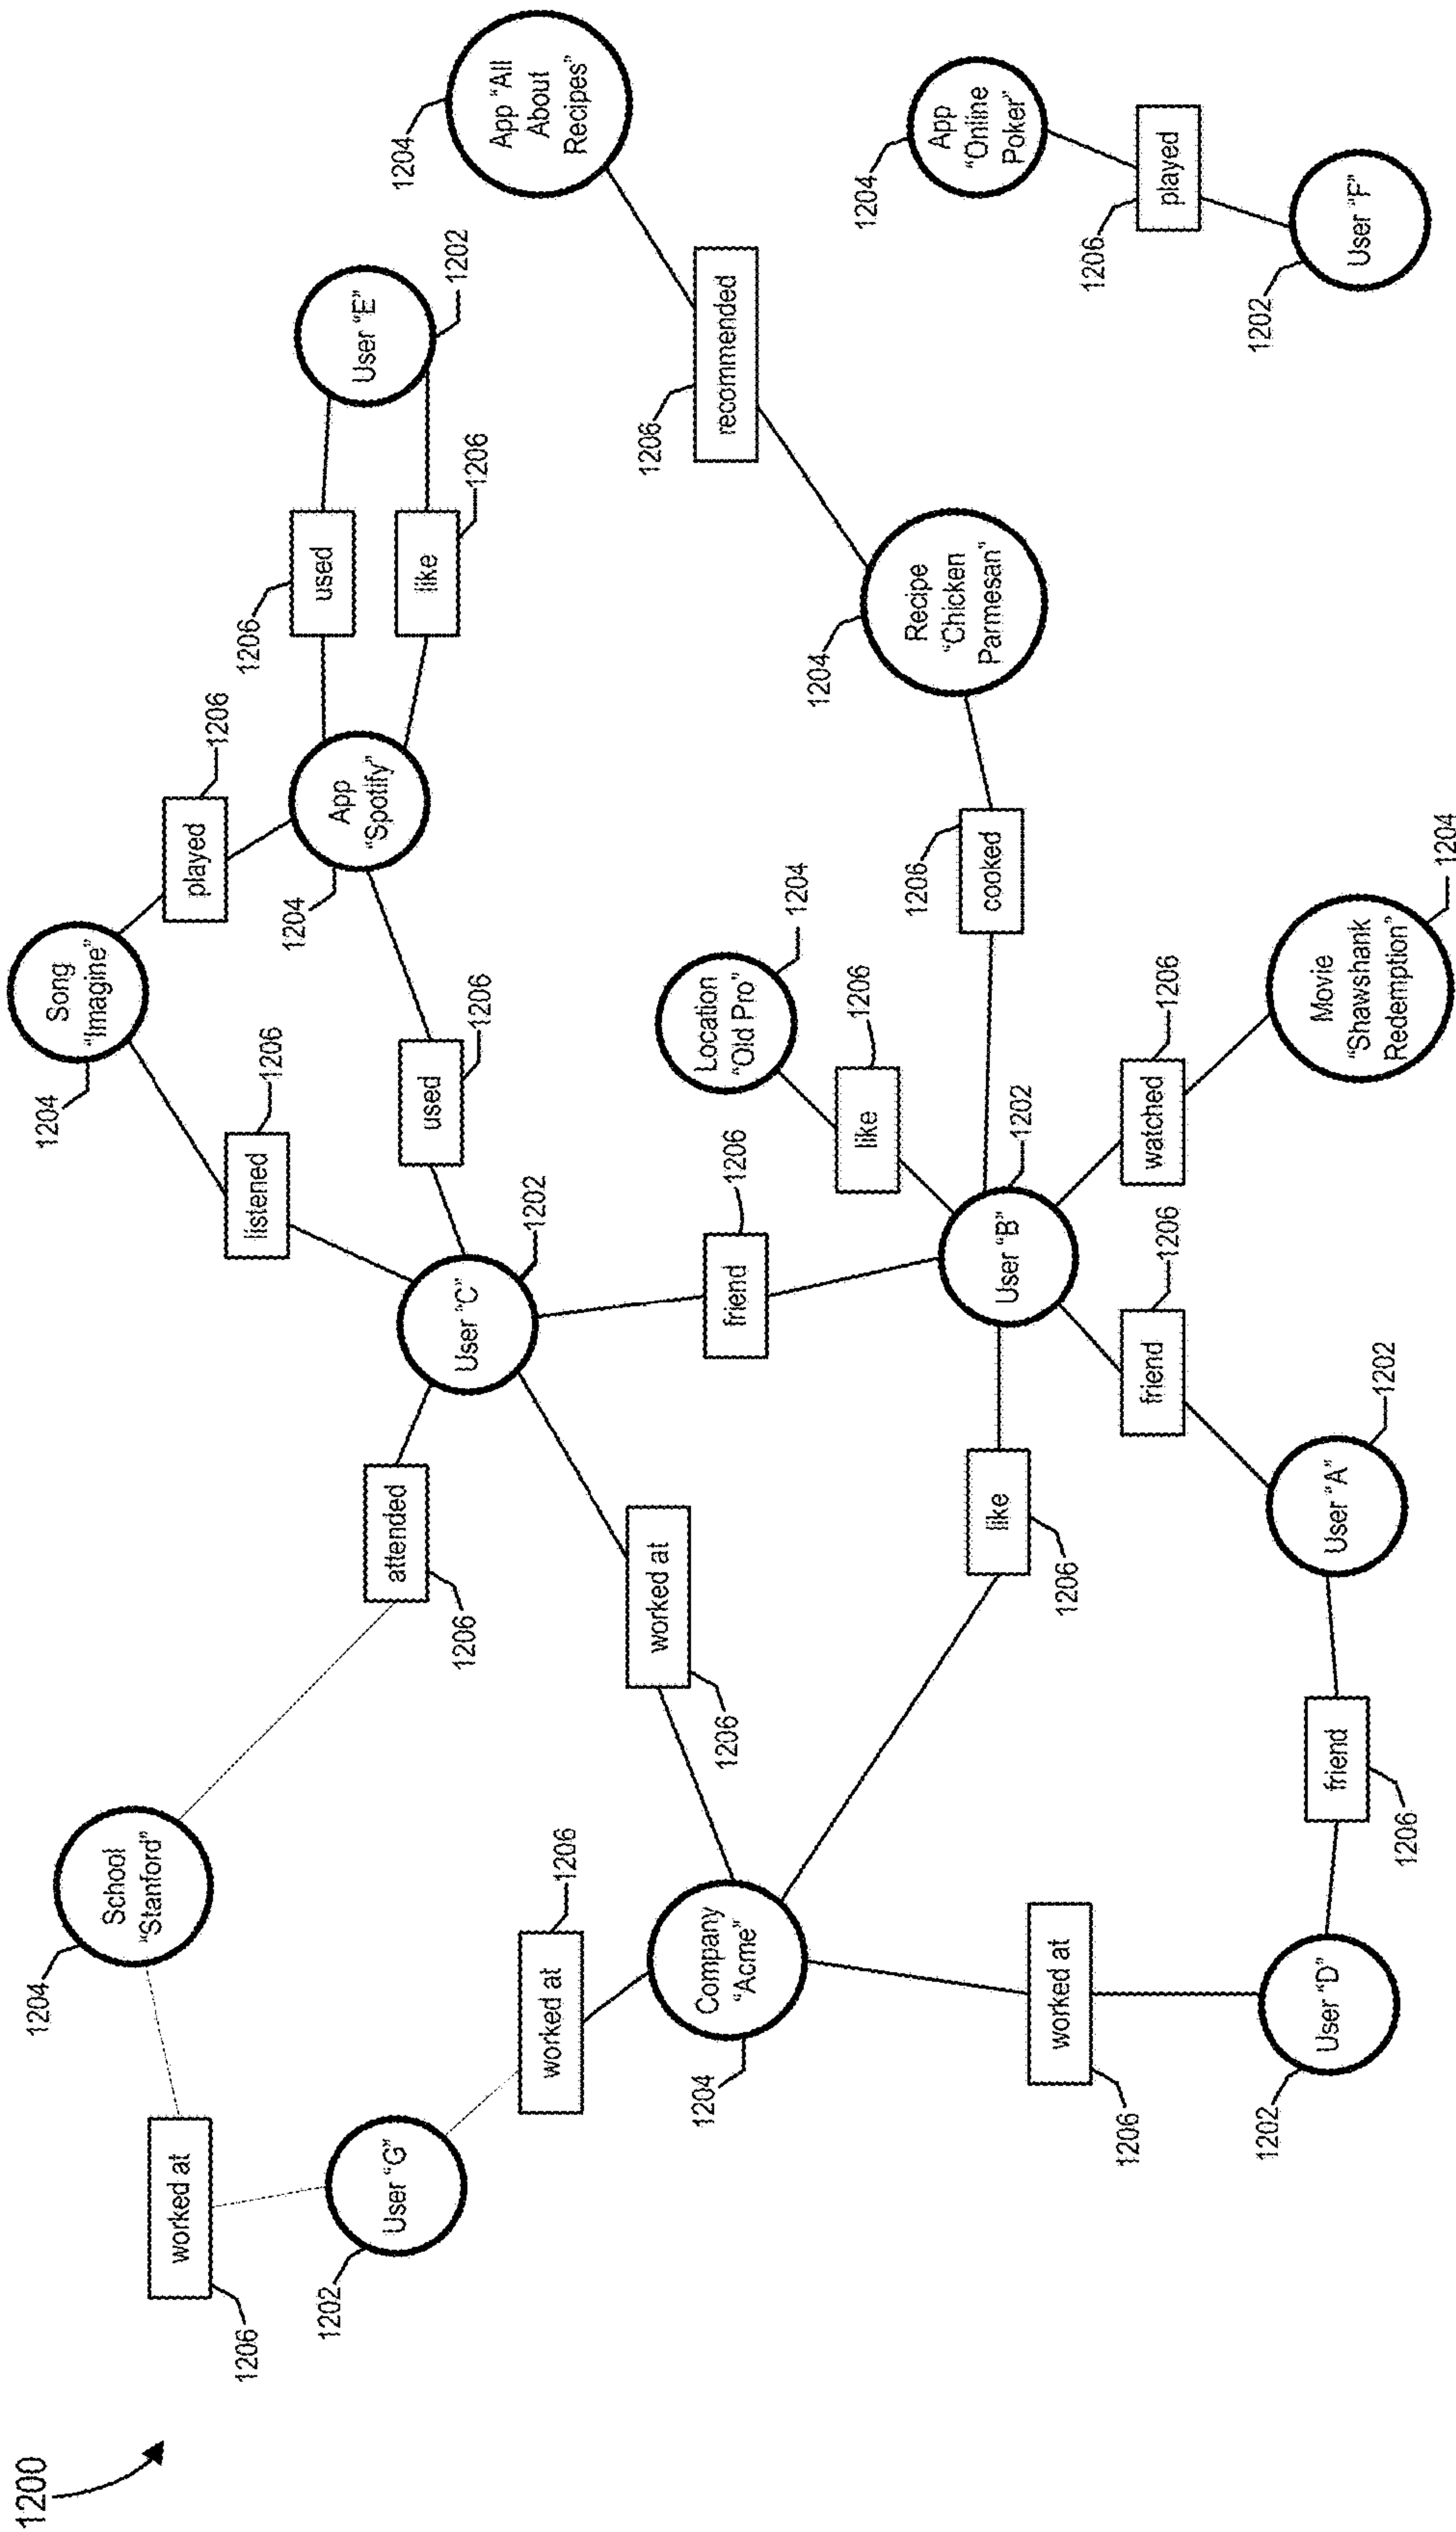 1200
1204
Song
"Imagine"
1206
played
1204
School
"Stanford"
1206
listened
1206
worked at
1206
1204
App
"Spotify"
1206
used
User "E"
1202
like
1206
1202
User "G"
attended
1206
User "C"
1202
used
1206
1204
App "All
About
Recipes"
worked at
1206
worked at
1206
friend
1206
Location
"Old Pro"
1204
1206
recommended
1204
Company
"Acme"
like
1206
1204
Recipe
"Chicken
Parmesan"
1204
App
"Online
Poker"
1206
cooked
like
1206
User "B"
1202
1206
worked at
friend
1206
watched
1206
1206
played
1202
User "D"
friend
1206
User "A"
1202
Movie
"Shawshank
Redemption"
1204
1202
User "F"